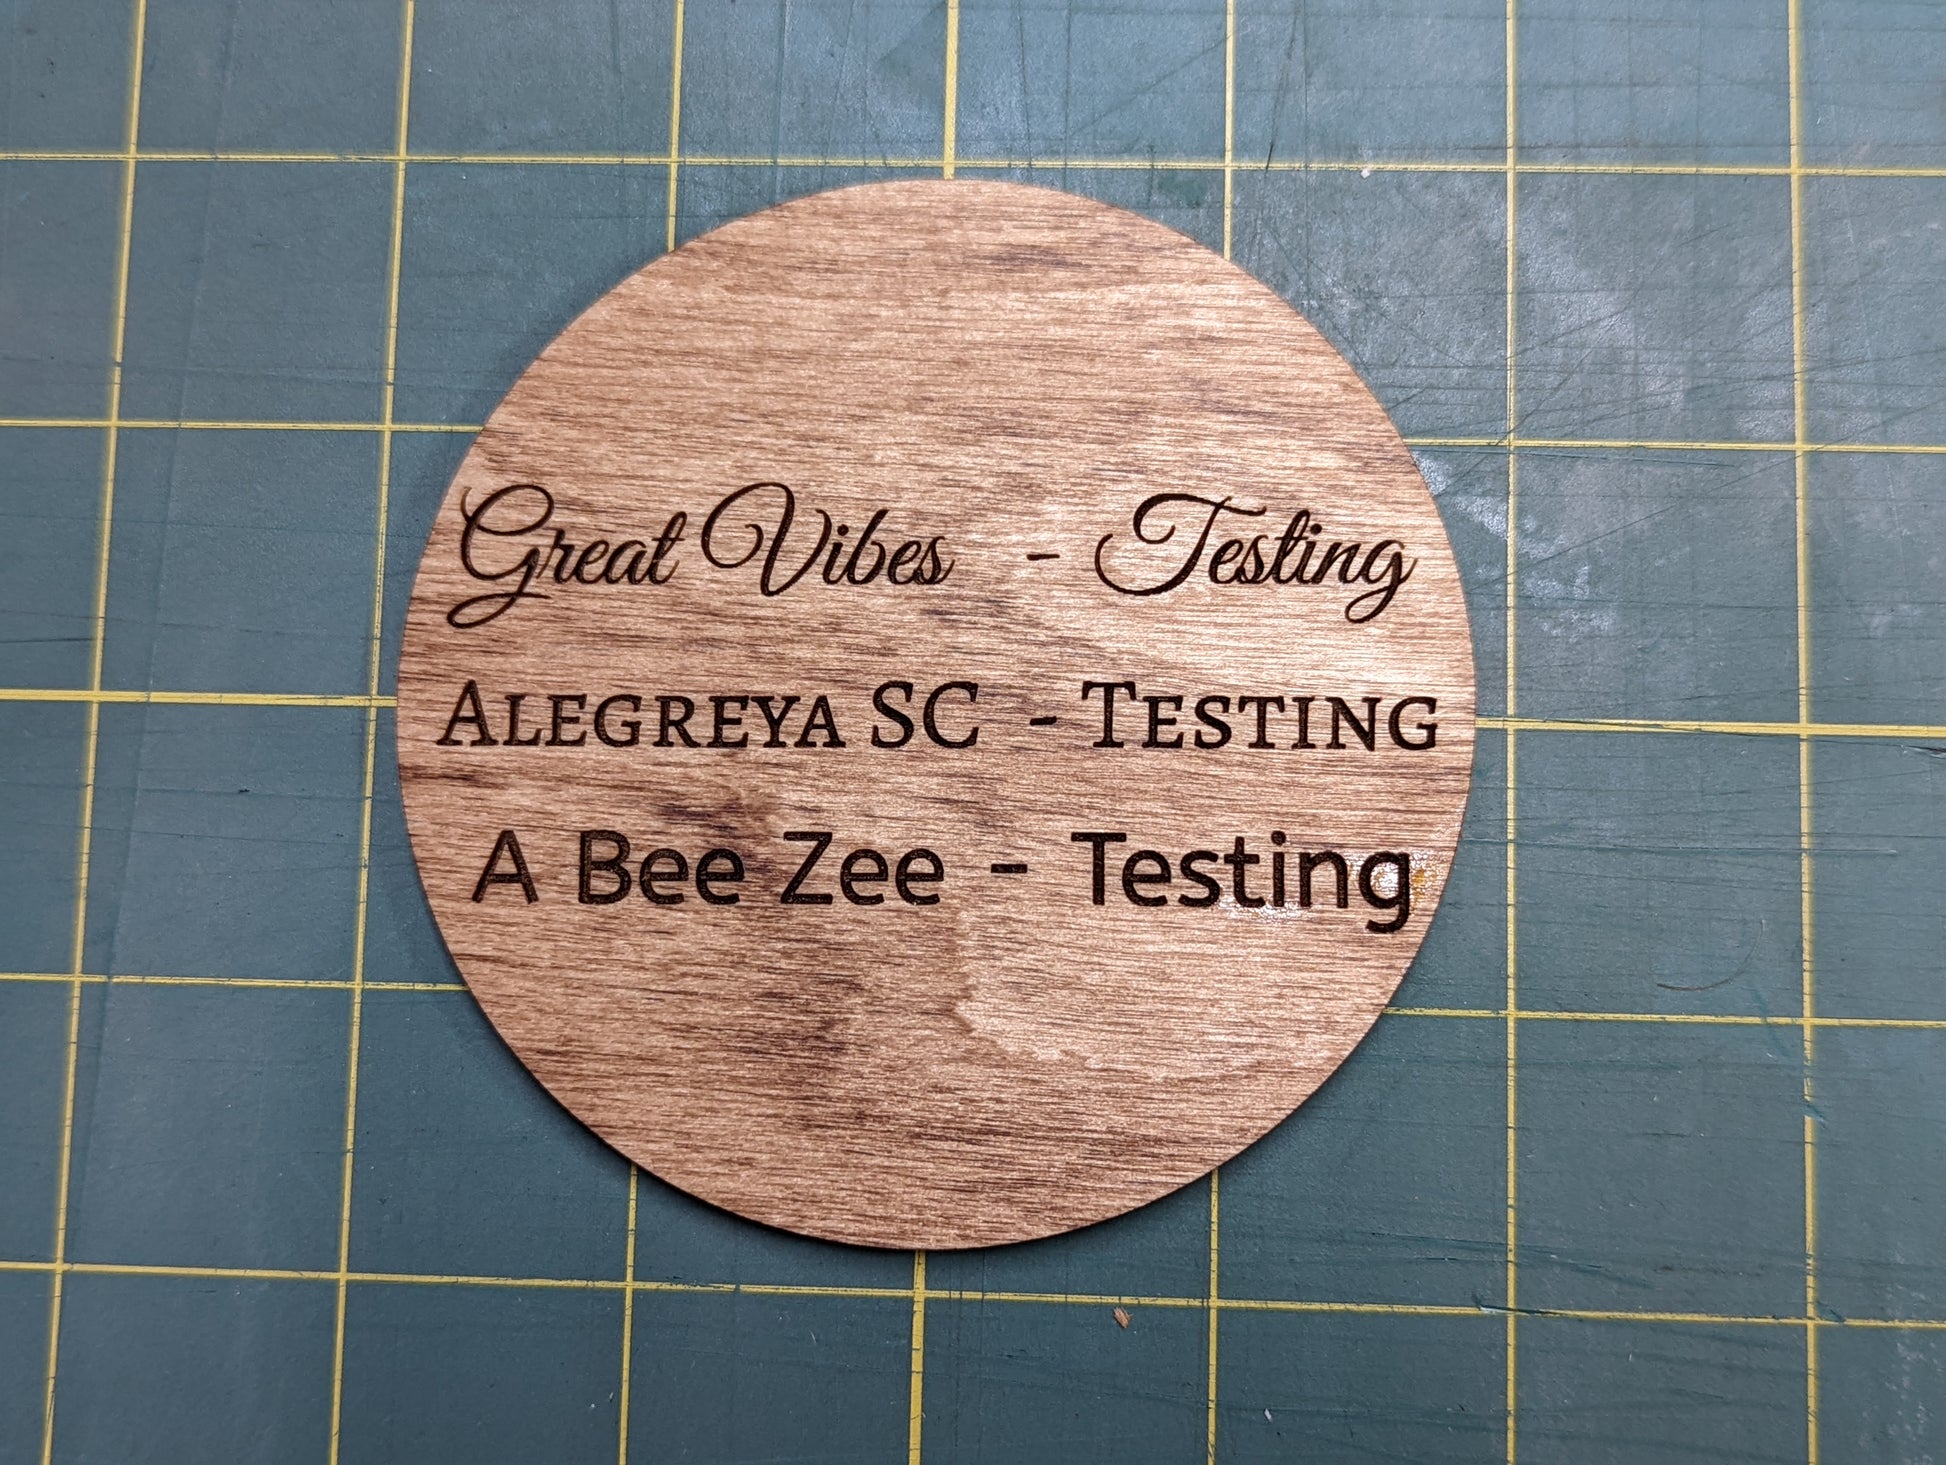 Great Vibes - Testing
Alegreya SC - Testing
A Bee Zee - Testing